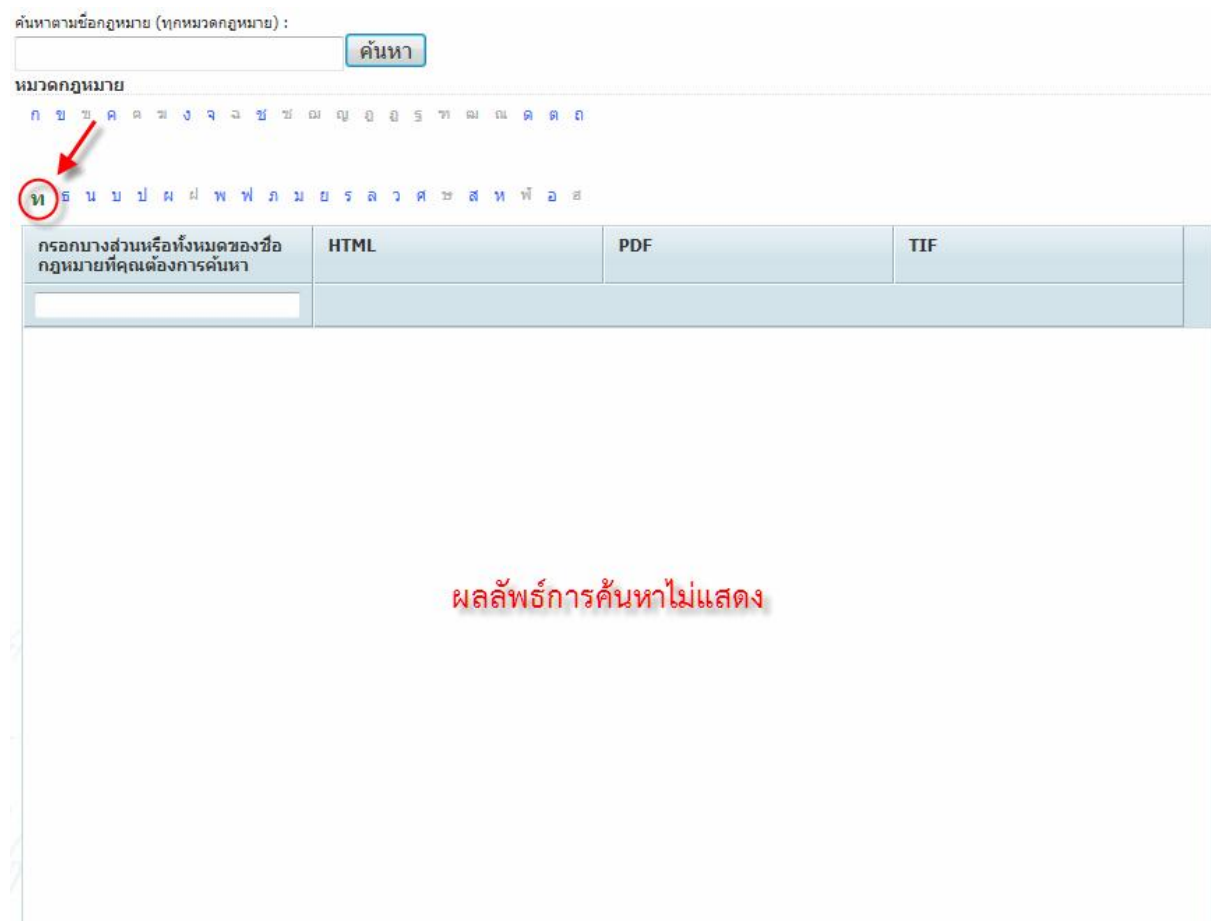 ค้นหาตามชื่อกฎหมาย (ทุกหมวดกฎหมาย) :
ค้นหา
หมวดกฎหมาย
ก ข ฃ ค ฅ ฆ ง จ ฉ ช ซ ฌ ญ ฎ ฏ ฐ ฑ ฒ ณ ด ต ถ
ท ธ น บ ป ผ ฝ พ ฟ ภ ม ย ร ล ว ศ ษ ส ห ฬ อ ฮ
กรอกบางส่วนหรือทั้งหมดของชื่อ HTML PDF TIF
กฎหมายที่คุณต้องการค้นหา
ผลลัพธ์การค้นหาไม่แสดง